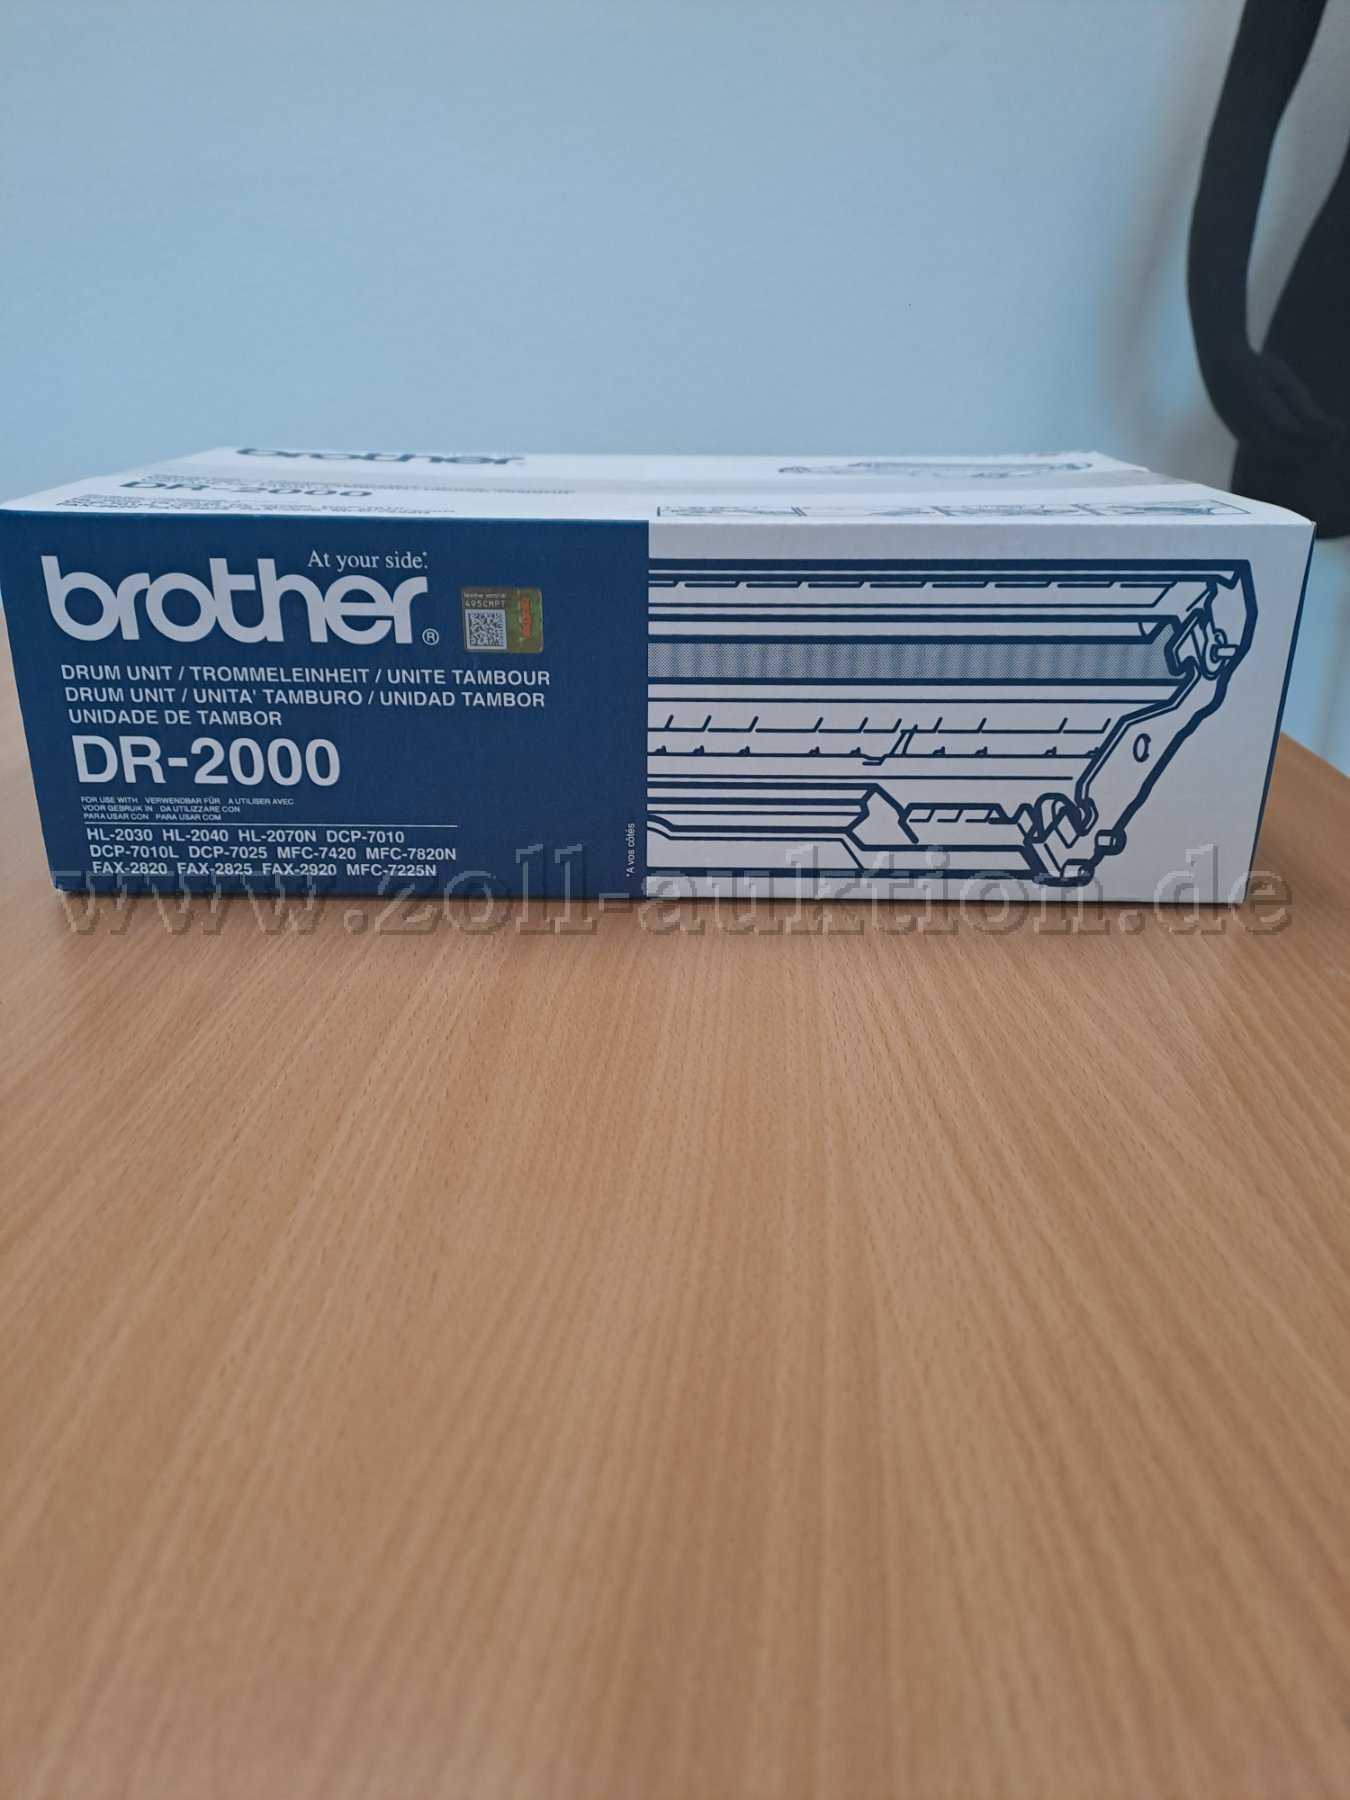 brother
DR-2000
At your side.*
brother®
495CMPT
DRUM UNIT / TROMMELEINHEIT / UNITE TAMBOUR
DRUM UNIT / UNITA' TAMBURO / UNIDAD TAMBOR
UNIDADE DE TAMBOR
DR-2000
FOR USE WITH VERWENDBAR FÜR A UTILISER AVEC
VOOR GEBRUIK IN DA UTILIZZARE CON
PARA USAR CON PARA USAR COM
HL-2030 HL-2040 HL-2070N DCP-7010
DCP-7010L DCP-7025 MFC-7420 MFC-7820N
FAX-2820 FAX-2825 FAX-2920 MFC-7225N
*A vos côtés
www.zoll-auktion.de